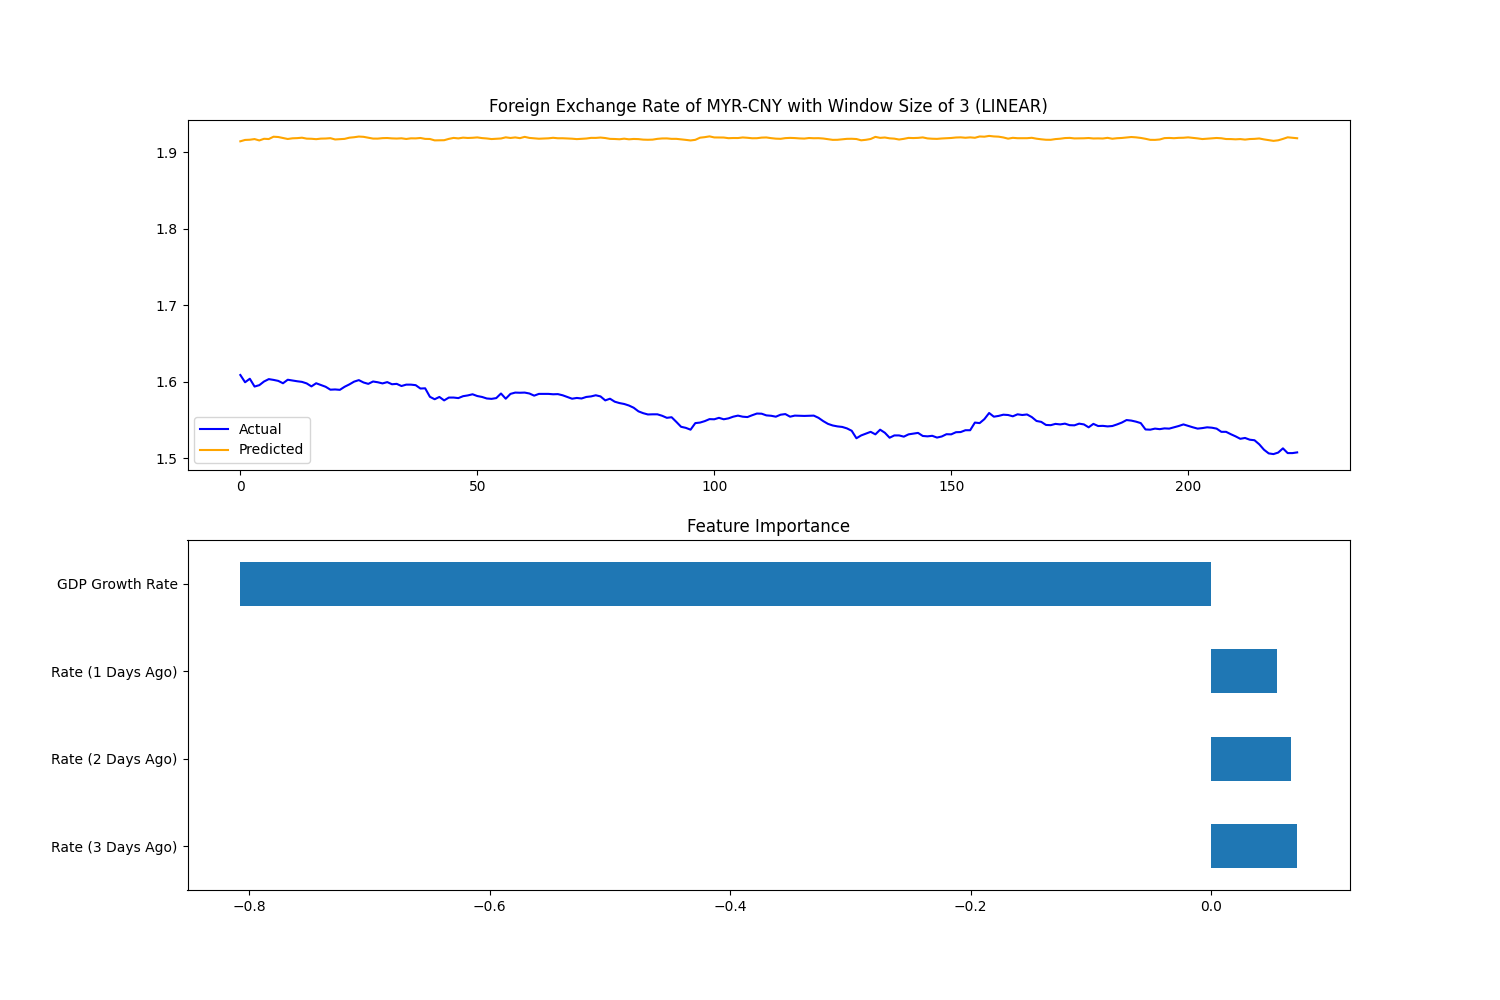 Foreign Exchange Rate of MYR-CNY with Window Size of 3 (LINEAR)
1.9
1.8
1.7
1.6
1.5
Actual
Predicted
0 50 100 150 200
Feature Importance
GDP Growth Rate
Rate (1 Days Ago)
Rate (2 Days Ago)
Rate (3 Days Ago)
−0.8 −0.6 −0.4 −0.2 0.0